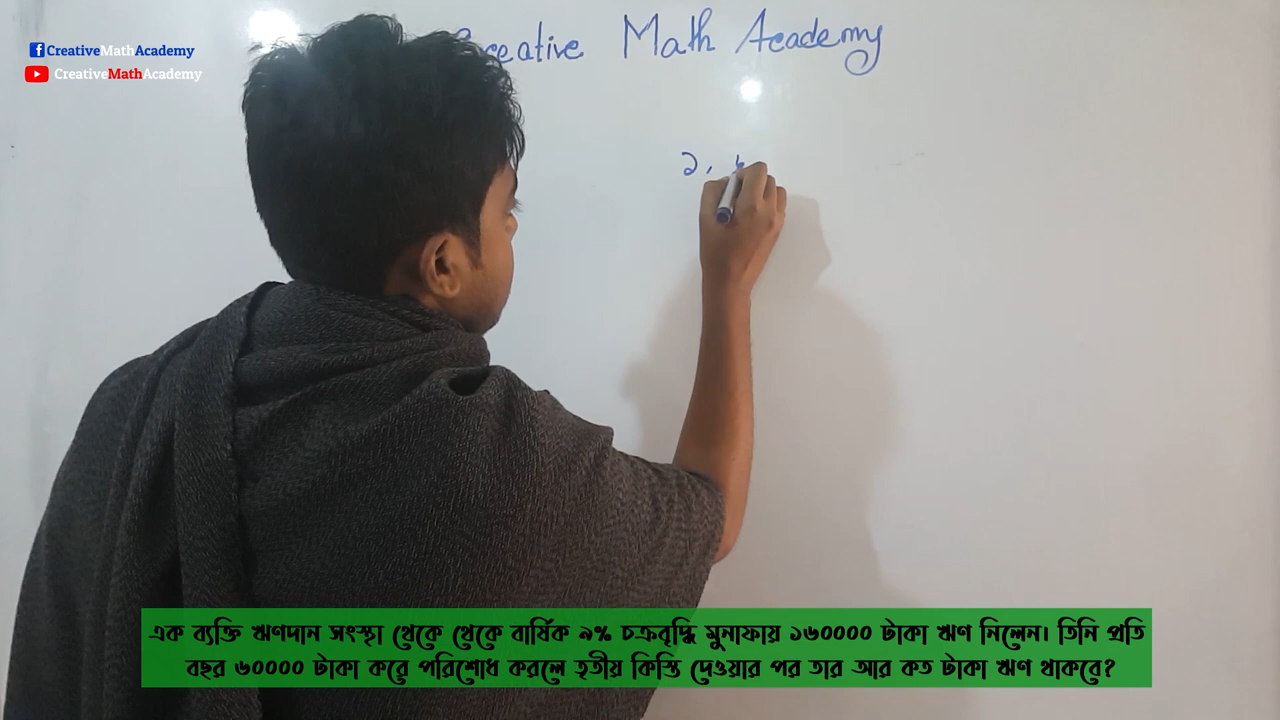 CreativeMathAcademy
CreativeMathAcademy
Creative Math Academy
১,
এক ব্যক্তি ঋণদান সংস্থা থেকে থেকে বার্ষিক ৯% চক্রবৃদ্ধি মুনাফায় ১৬০০০০ টাকা ঋণ নিলেন। তিনি প্রতি
বছর ৬০০০০ টাকা করে পরিশোধ করলে তৃতীয় কিস্তি দেওয়ার পর তার আর কত টাকা ঋণ থাকবে?